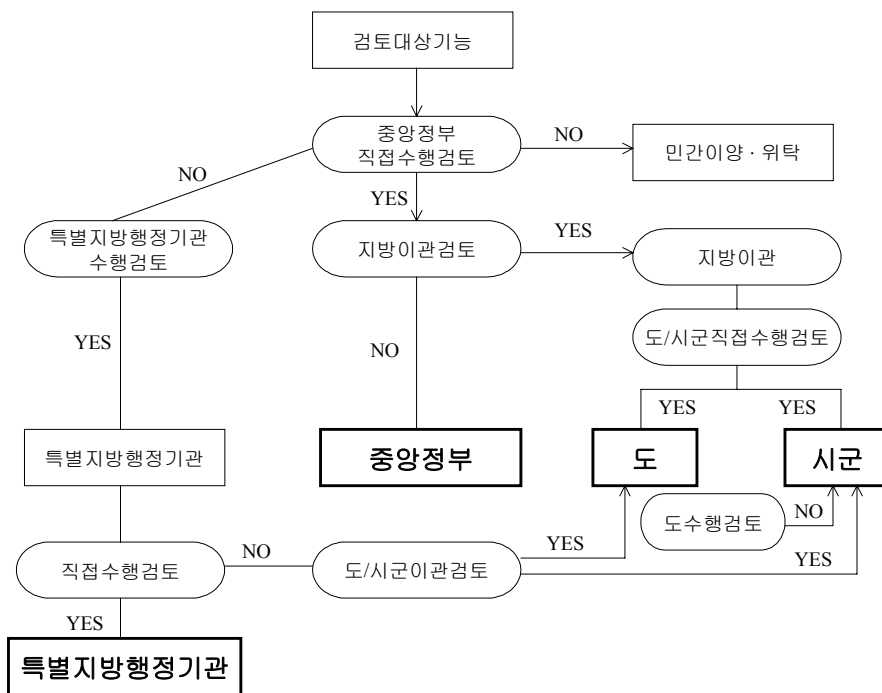 검토대상기능
중앙정부
직접수행검토
NO
민간이양 · 위탁
NO
YES
특별지방행정기관
수행검토
지방이관검토
YES
지방이관
YES
NO
도/시군직접수행검토
YES
YES
특별지방행정기관
중앙정부
도
시군
도수행검토
NO
직접수행검토
NO
도/시군이관검토
YES
YES
YES
특별지방행정기관